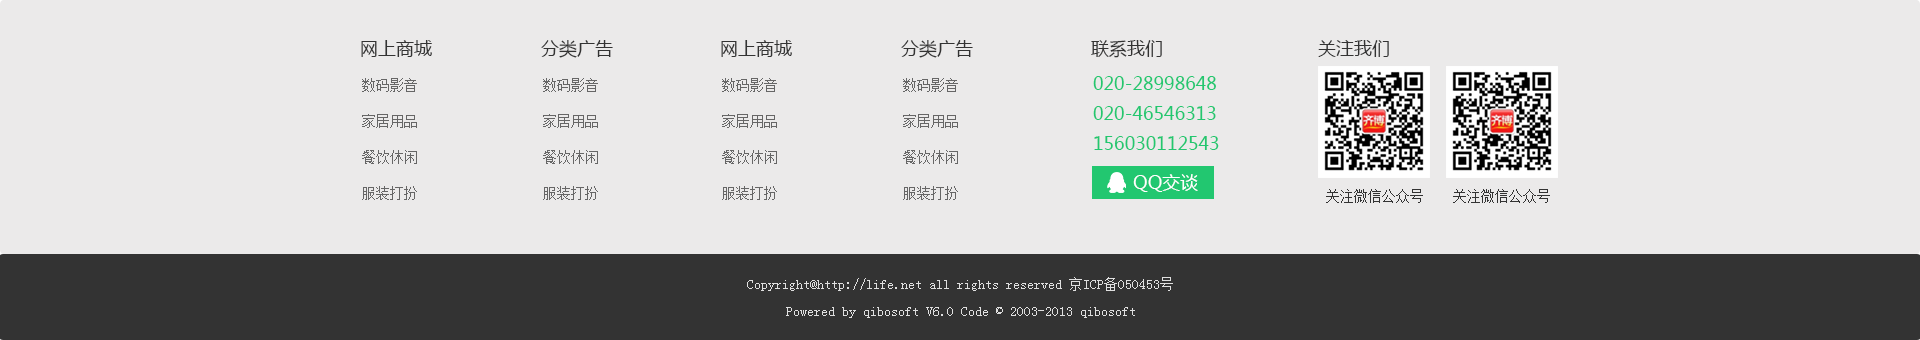 网上商城
数码影音
家居用品
餐饮休闲
服装打扮
分类广告
数码影音
家居用品
餐饮休闲
服装打扮
网上商城
数码影音
家居用品
餐饮休闲
服装打扮
分类广告
数码影音
家居用品
餐饮休闲
服装打扮
联系我们
020-28998648
020-46546313
156030112543
QQ交谈
关注我们
齐博
关注微信公众号
齐博
关注微信公众号
Copyright@http://life.net all rights reserved 京ICP备050453号
Powered by qibosoft V6.0 Code © 2003-2013 qibosoft